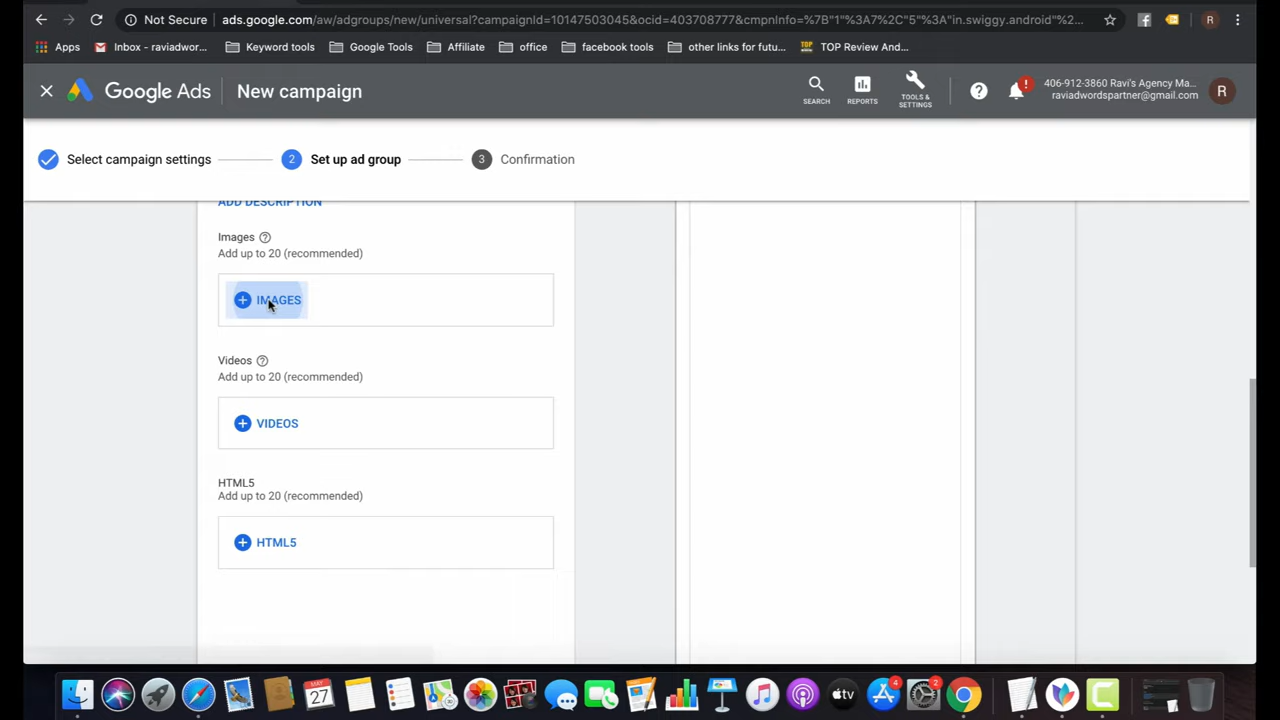 Not Secure
ads.google.com/aw/adgroups/new/universal?campaignId=10147503045&ocid=403708777&cmpnInfo=%7B"1"%3A7%2C"5"%3A"in.swiggy.android"%2...
R
Apps
Inbox - raviadwor...
Keyword tools
Google Tools
Affiliate
office
facebook tools
other links for futu...
TOP Review And...
Google Ads
New campaign
SEARCH
REPORTS
TOOLS &
SETTINGS
406-912-3860 Ravi's Agency Ma...
raviadwordspartner@gmail.com
R
Select campaign settings
2
Set up ad group
3
Confirmation
ADD DESCRIPTION
Images
Add up to 20 (recommended)
IMAGES
Videos
Add up to 20 (recommended)
VIDEOS
HTML5
Add up to 20 (recommended)
HTML5
27
tv
4
2